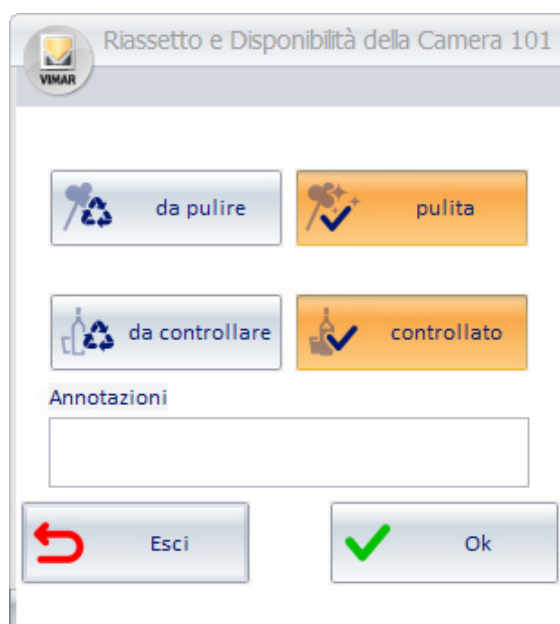 Riassetto e Disponibilità della Camera 101
VIMAR
da pulire
pulita
da controllare
controllato
Annotazioni
Esci
Ok